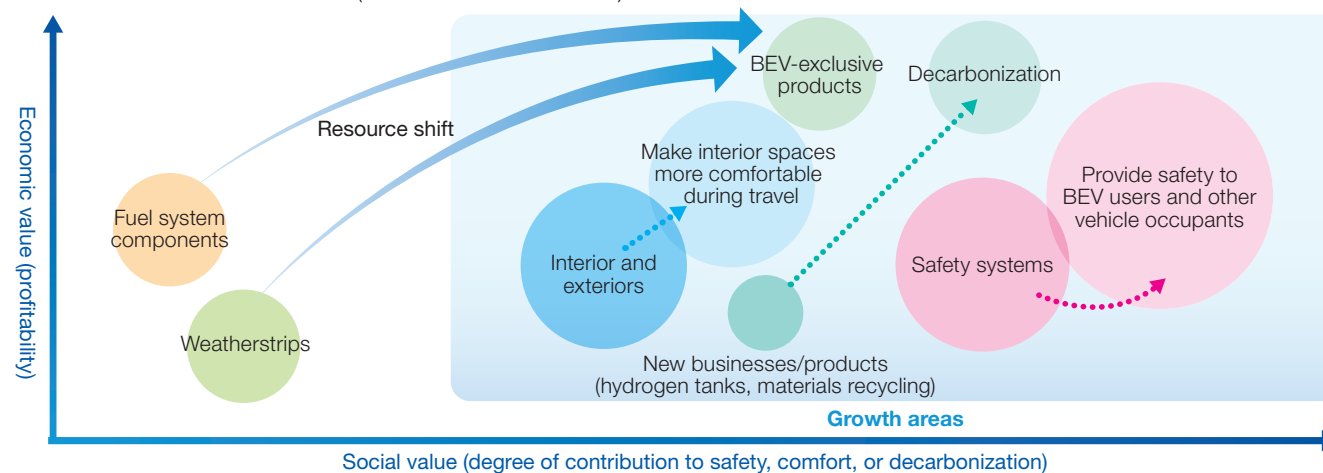 BEV-exclusive
products
Decarbonization
Resource shift
Make interior spaces
more comfortable
during travel
Provide safety to
BEV users and other
vehicle occupants
Fuel system
components
Interior and
exteriors
Safety systems
Weatherstrips
New businesses/products
(hydrogen tanks, materials recycling)
Growth areas
Economic value (profitability)
Social value (degree of contribution to safety, comfort, or decarbonization)